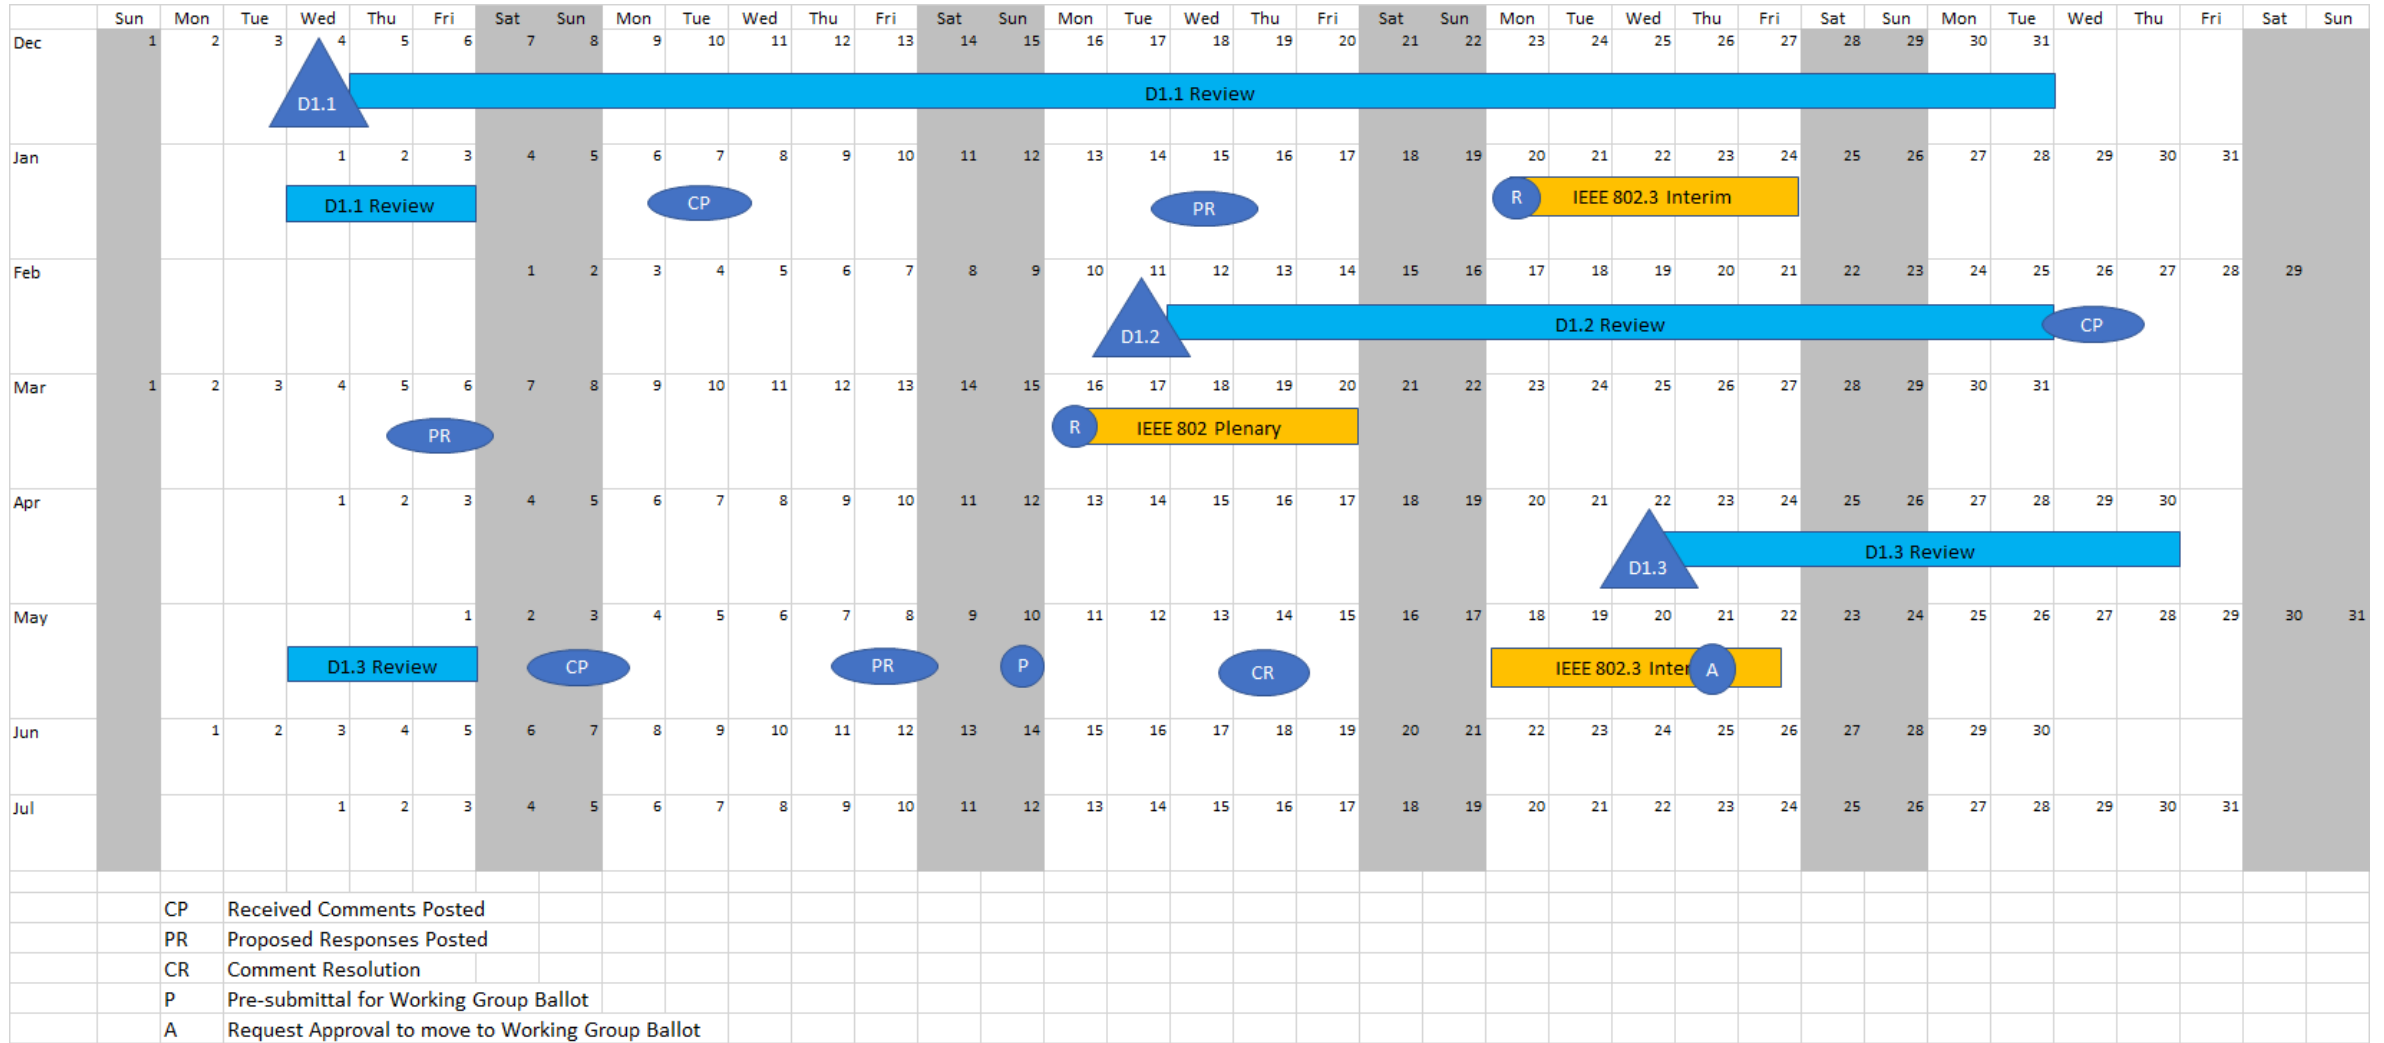 Sun Mon Tue Wed Thu Fri Sat Sun Mon Tue Wed Thu Fri Sat Sun Mon Tue Wed Thu Fri Sat Sun Mon Tue Wed Thu Fri Sat Sun Mon Tue Wed Thu Fri Sat Sun
Dec 1 2 3 4 5 6 7 8 9 10 11 12 13 14 15 16 17 18 19 20 21 22 23 24 25 26 27 28 29 30 31
D1.1 D1.1 Review
Jan 1 2 3 4 5 6 7 8 9 10 11 12 13 14 15 16 17 18 19 20 21 22 23 24 25 26 27 28 29 30 31
D1.1 Review CP PR R IEEE 802.3 Interim
Feb 1 2 3 4 5 6 7 8 9 10 11 12 13 14 15 16 17 18 19 20 21 22 23 24 25 26 27 28 29
D1.2 D1.2 Review CP
Mar 1 2 3 4 5 6 7 8 9 10 11 12 13 14 15 16 17 18 19 20 21 22 23 24 25 26 27 28 29 30 31
PR R IEEE 802 Plenary
Apr 1 2 3 4 5 6 7 8 9 10 11 12 13 14 15 16 17 18 19 20 21 22 23 24 25 26 27 28 29 30
D1.3 D1.3 Review
May 1 2 3 4 5 6 7 8 9 10 11 12 13 14 15 16 17 18 19 20 21 22 23 24 25 26 27 28 29 30 31
D1.3 Review CP PR P CR IEEE 802.3 Inter A
Jun 1 2 3 4 5 6 7 8 9 10 11 12 13 14 15 16 17 18 19 20 21 22 23 24 25 26 27 28 29 30
Jul 1 2 3 4 5 6 7 8 9 10 11 12 13 14 15 16 17 18 19 20 21 22 23 24 25 26 27 28 29 30 31
CP Received Comments Posted
PR Proposed Responses Posted
CR Comment Resolution
P Pre-submittal for Working Group Ballot
A Request Approval to move to Working Group Ballot